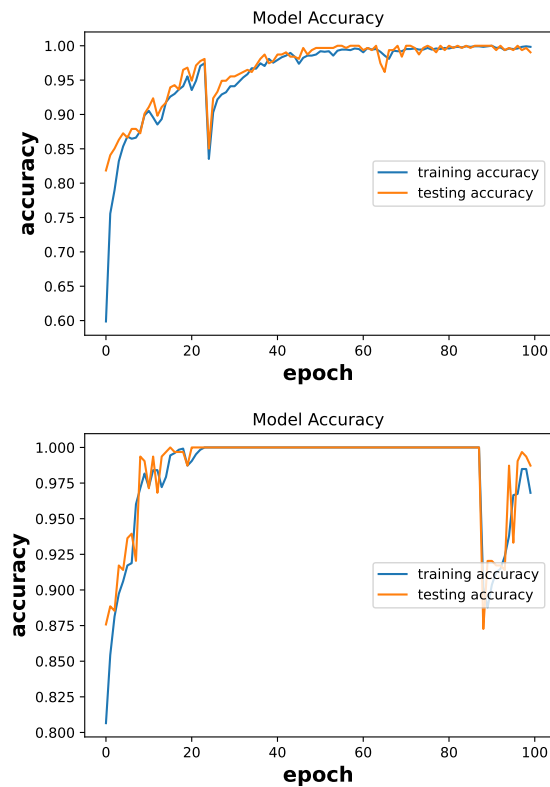 Model Accuracy
1.00
0.95
0.90
0.85
0.80
0.75
0.70
0.65
0.60
accuracy
training accuracy
testing accuracy
0 20 40 60 80 100
epoch
Model Accuracy
1.000
0.975
0.950
0.925
0.900
0.875
0.850
0.825
0.800
accuracy
training accuracy
testing accuracy
0 20 40 60 80 100
epoch